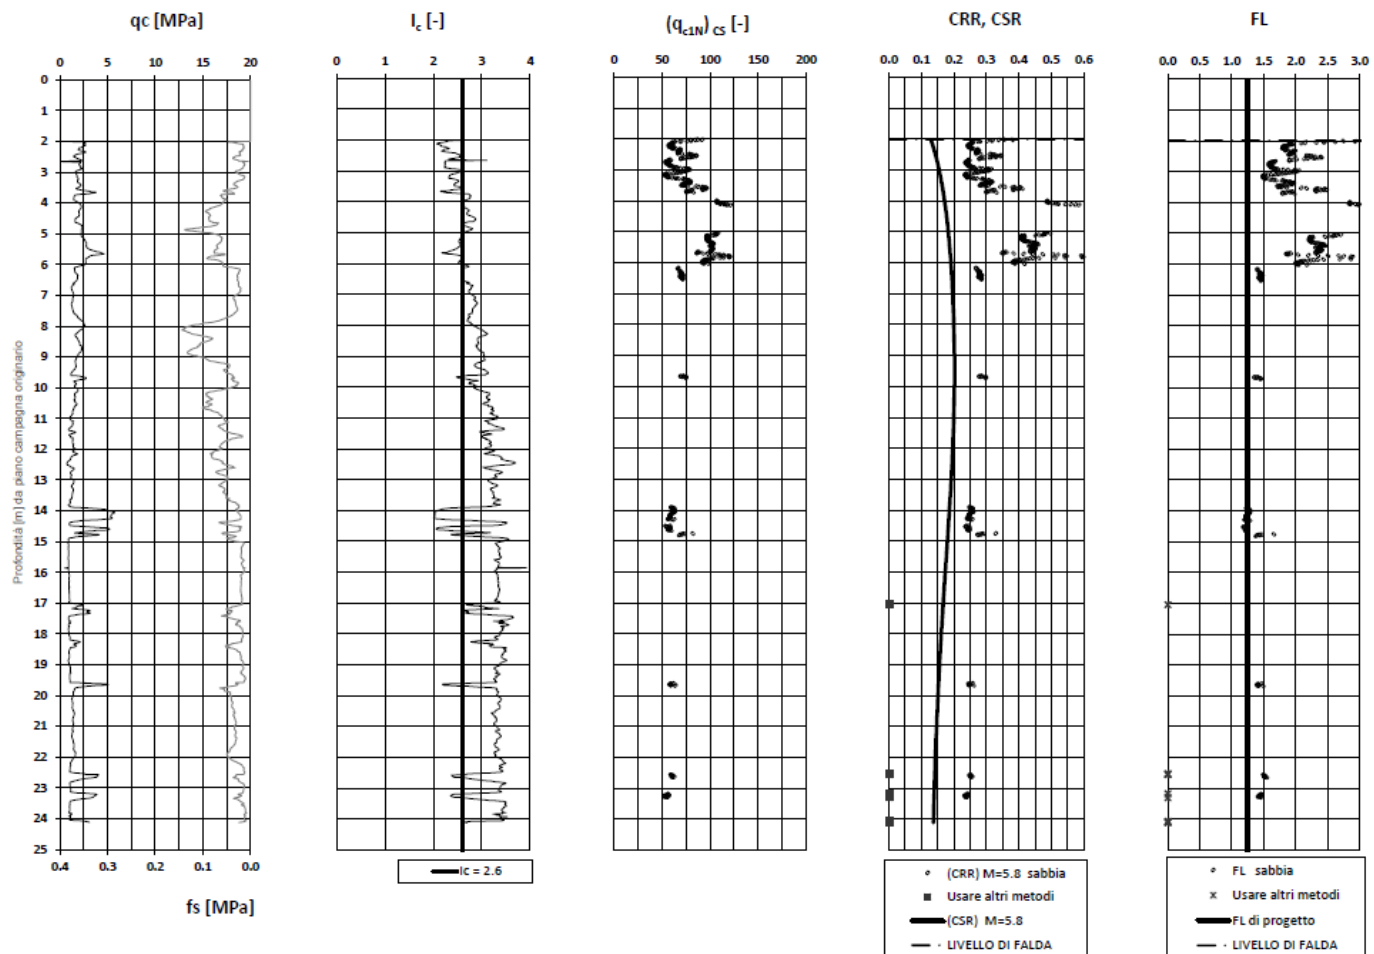 qc [MPa]
Ic [-]
(qc1N) CS [-]
CRR, CSR
FL
0 5 15 20
0 1 2 3 4
0 50 100 150 200
0.0 0.1 0.2 0.3 0.4 0.5 0.6
0.0 0.5 1.0 1.5 2.0 2.5 3.0
0
1
2
3
4
5
6
7
8
9
10
11
12
13
14
15
16
17
18
19
20
21
22
23
24
25
Profondità [m] da piano campagna originario
0.4 0.3 0.2 0.1 0.0
fs [MPa]
Ic = 2.6
(CRR) M=5.8 sabbia
Usare altri metodi
(CSR) M=5.8
LIVELLO DI FALDA
FL sabbia
Usare altri metodi
FL di progetto
LIVELLO DI FALDA